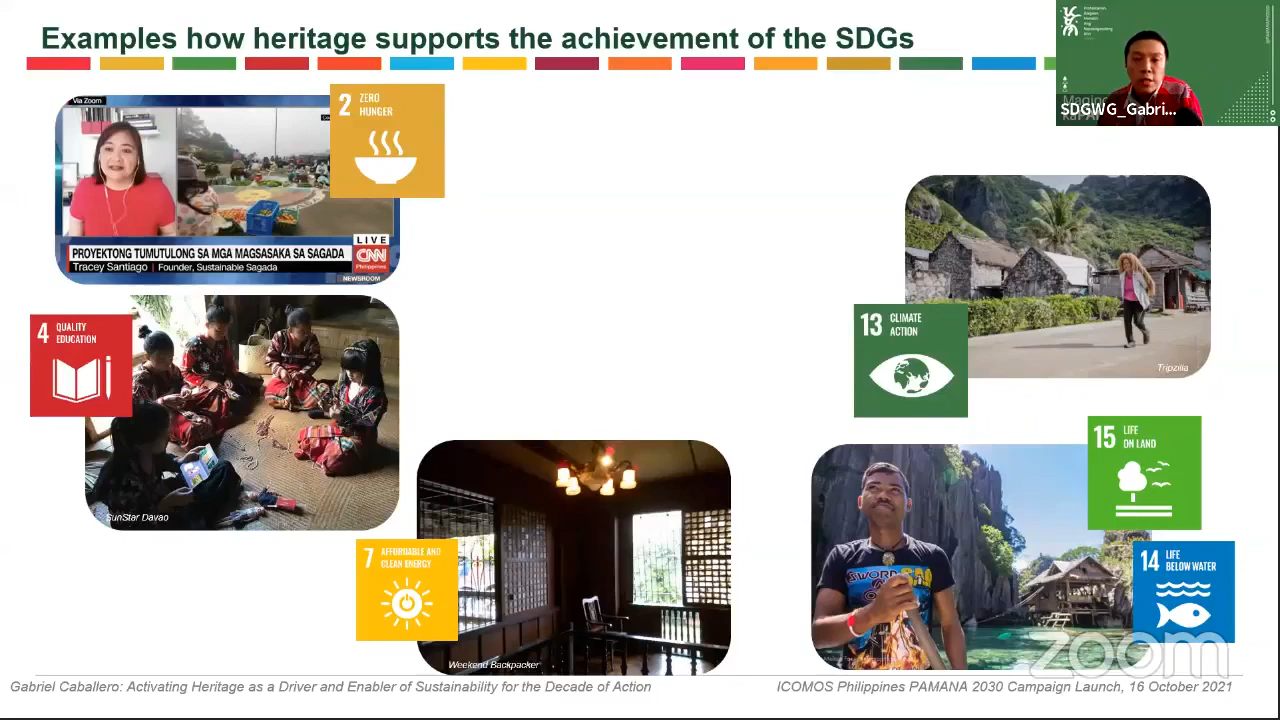 Examples how heritage supports the achievement of the SDGs
SDGWG_Gabri...
Via Zoom
2 ZERO
HUNGER
LIVE
PROYEKTONG TUMUTULONG SA MGA MAGSASAKA SA SAGADA
Tracey Santiago | Founder, Sustainable Sagada
CNN
Philippines
NEWSROOM
4 QUALITY
EDUCATION
SunStar Davao
7 AFFORDABLE AND
CLEAN ENERGY
Weekend Backpacker
13 CLIMATE
ACTION
Tripzilla
15 LIFE
ON LAND
14 LIFE
BELOW WATER
zoom
Gabriel Caballero: Activating Heritage as a Driver and Enabler of Sustainability for the Decade of Action
ICOMOS Philippines PAMANA 2030 Campaign Launch, 16 October 2021